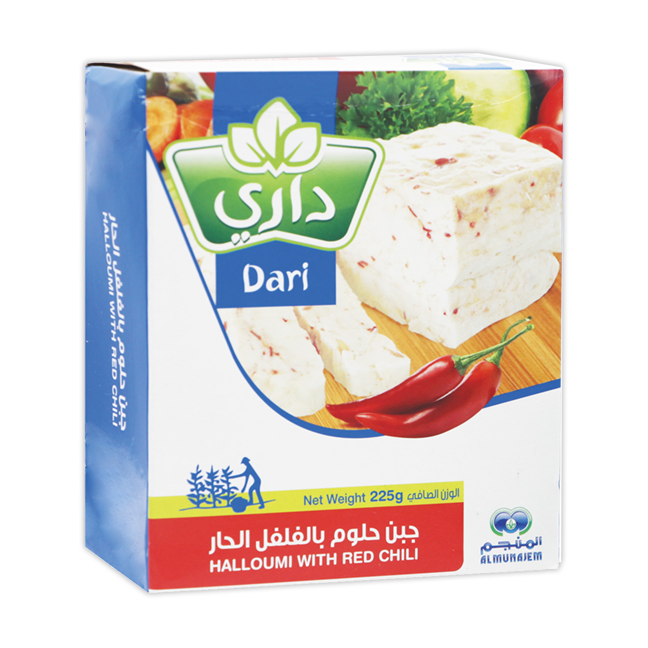 داري
Dari
جبن حلوم بالفلفل الحار
HALLOUMI WITH RED CHILI
Net Weight 225g الوزن الصافي
جبن حلوم بالفلفل الحار
HALLOUMI WITH RED CHILI
المنجم
ALMUNAJEM